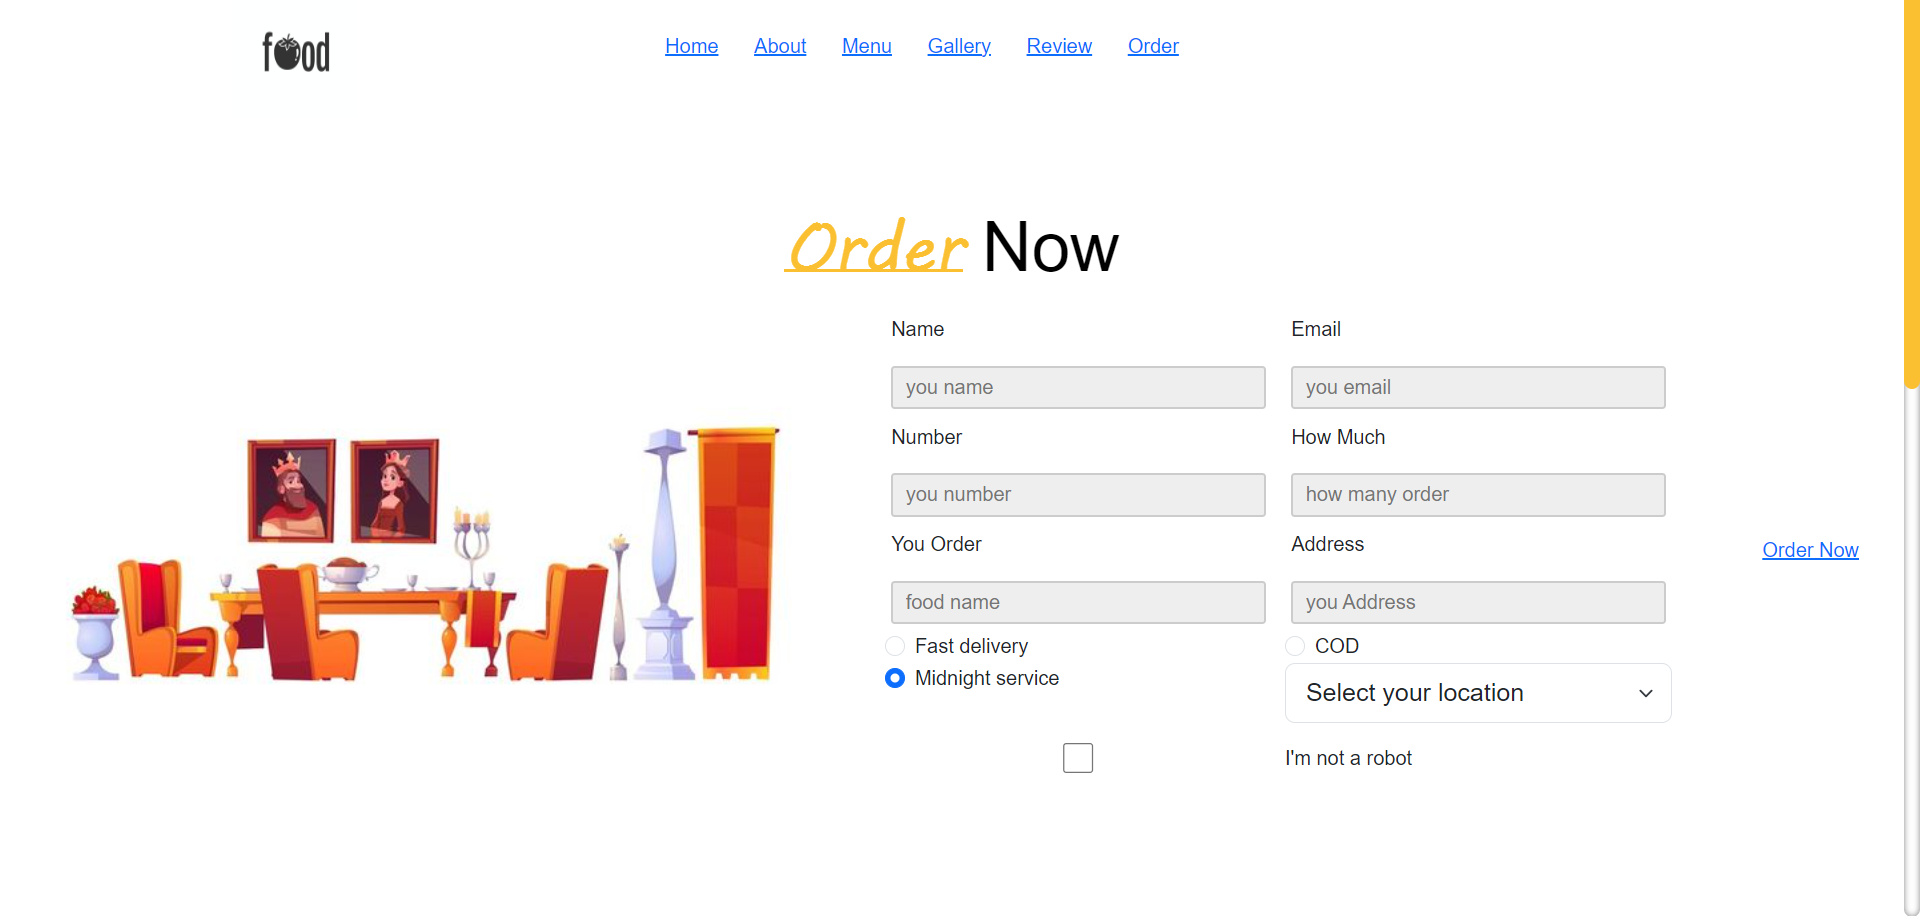 food
Home About Menu Gallery Review Order
Order Now
Name Email
you name you email
Number How Much
you number how many order
You Order Address
Order Now
food name you Address
Fast delivery COD
Midnight service
Select your location
I'm not a robot